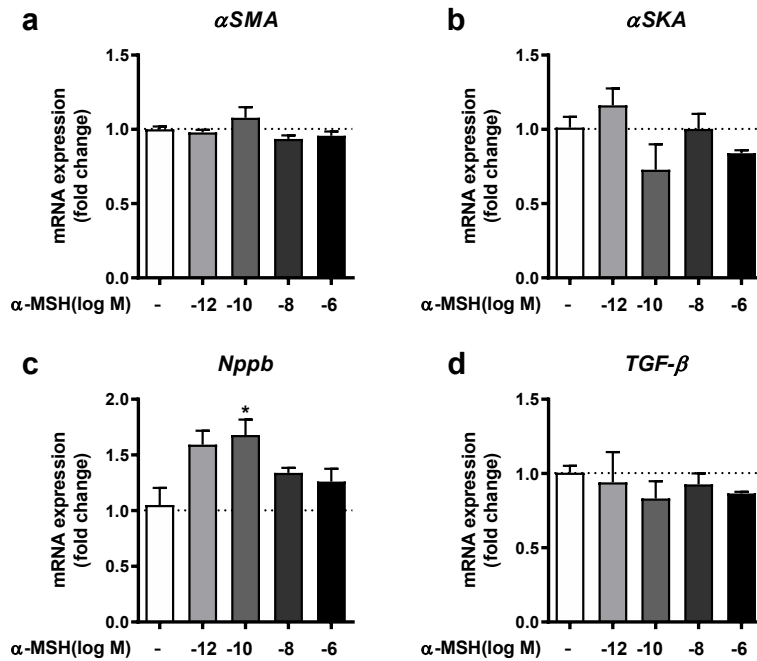 a
αSMA
mRNA expression
(fold change)
1.5
1.0
0.5
0.0
α-MSH(log M) - -12 -10 -8 -6
b
αSKA
mRNA expression
(fold change)
1.5
1.0
0.5
0.0
α-MSH(log M) - -12 -10 -8 -6
c
Nppb
mRNA expression
(fold change)
2.0
1.5
1.0
0.5
0.0
*
α-MSH(log M) - -12 -10 -8 -6
d
TGF-β
mRNA expression
(fold change)
1.5
1.0
0.5
0.0
α-MSH(log M) - -12 -10 -8 -6